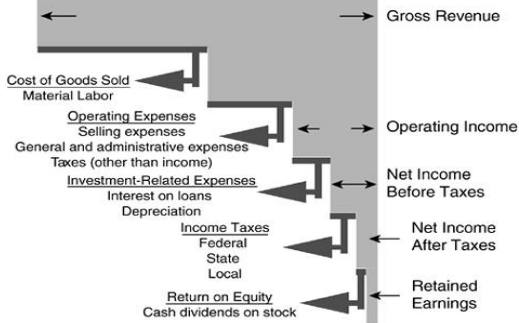 Gross Revenue
Cost of Goods Sold
Material Labor
Operating Expenses
Selling expenses
General and administrative expenses
Taxes (other than income)
Operating Income
Investment-Related Expenses
Interest on loans
Depreciation
Net Income
Before Taxes
Income Taxes
Federal
State
Local
Net Income
After Taxes
Return on Equity
Cash dividends on stock
Retained
Earnings